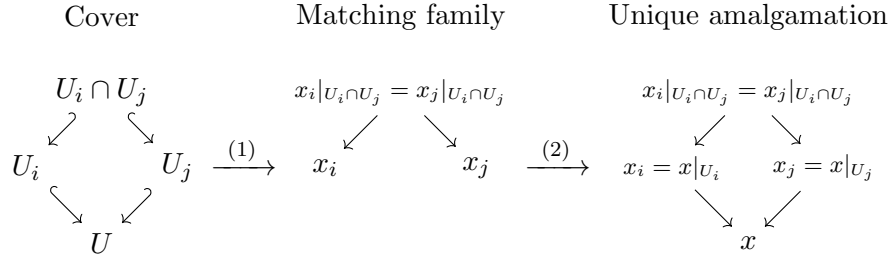 Cover Matching family Unique amalgamation
U_i ∩ U_j x_i|_{U_i∩U_j} = x_j|_{U_i∩U_j} x_i|_{U_i∩U_j} = x_j|_{U_i∩U_j}
U_i U_j (1) x_i x_j (2) x_i = x|_{U_i} x_j = x|_{U_j}
U x